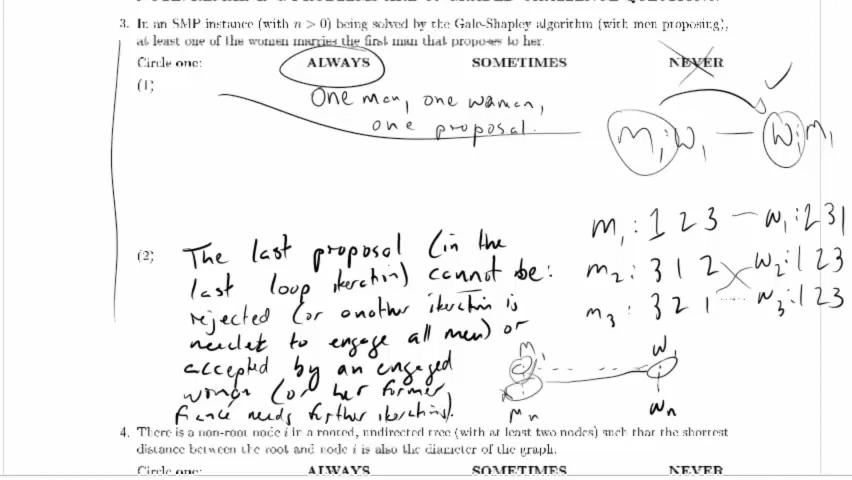 3. In an SMP instance (with n > 0) being solved by the Gale-Shapley algorithm (with men proposing),
at least one of the women marries the first man that proposes to her.
Circle one: ALWAYS SOMETIMES NEVER
(1)
One man, one woman,
one proposal.
m₁: w₁ — w₁: m₁
m₁: 1 2 3 — w₁: 2 3 1
m₂: 3 1 2 w₂: 1 2 3
m₃: 3 2 1 w₃: 1 2 3
(2)
The last proposal (in the
last loop iteration) cannot be:
rejected (or another iteration is
needed to engage all men) or
accepted by an engaged
woman (or her former
fiancé needs further iterations).
m₁ w₁
mₙ wₙ
4. There is a non-root node i in a rooted, undirected tree (with at least two nodes) such that the shortest
distance between the root and node i is also the diameter of the graph.
Circle one: ALWAYS SOMETIMES NEVER